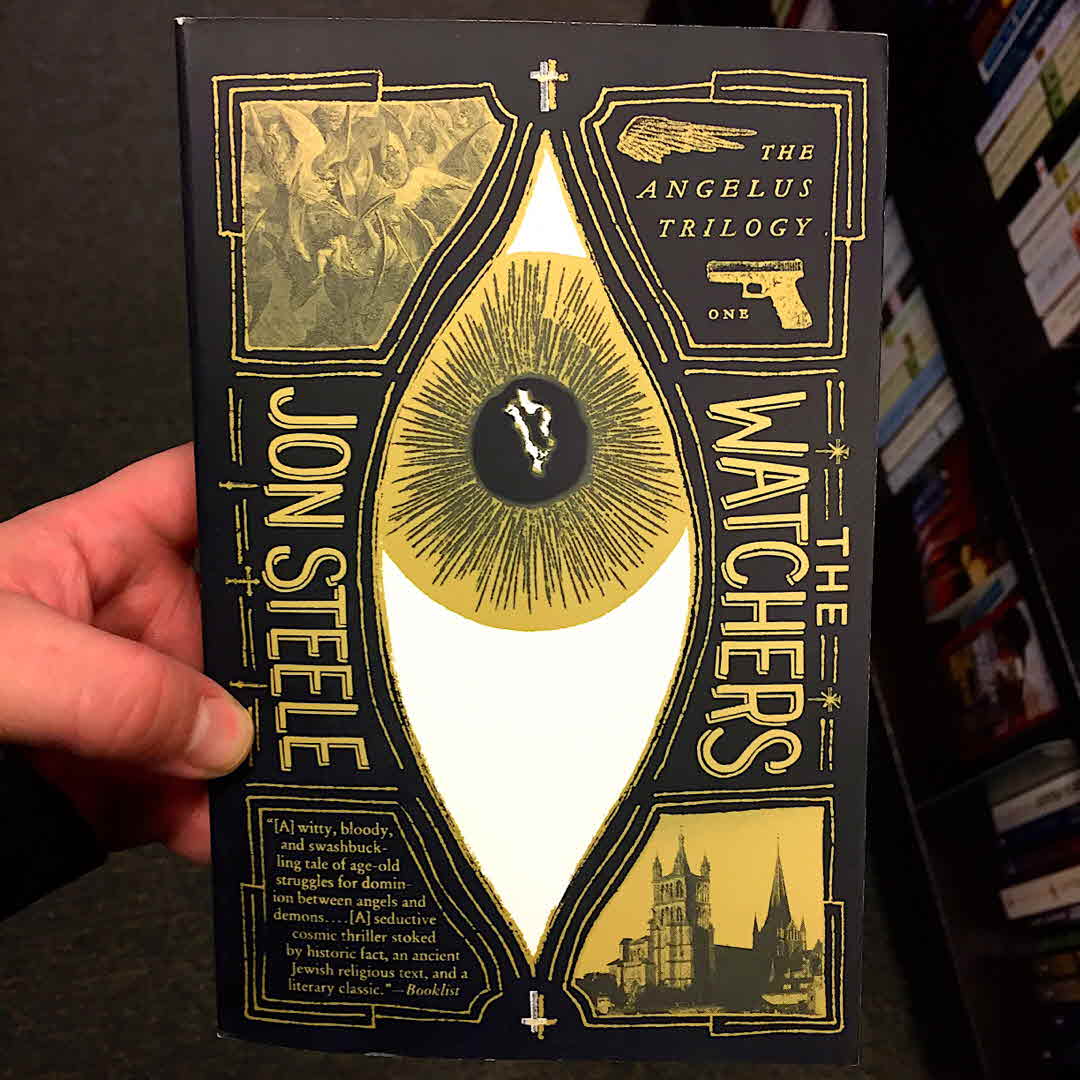 THE
ANGELUS
TRILOGY
ONE
JON STEELE
THE
WATCHERS
"[A] witty, bloody,
and swashbuck-
ling tale of age-old
struggles for domin-
ion between angels and
demons....[A] seductive
cosmic thriller stoked
by historic fact, an ancient
Jewish religious text, and a
literary classic."—Booklist